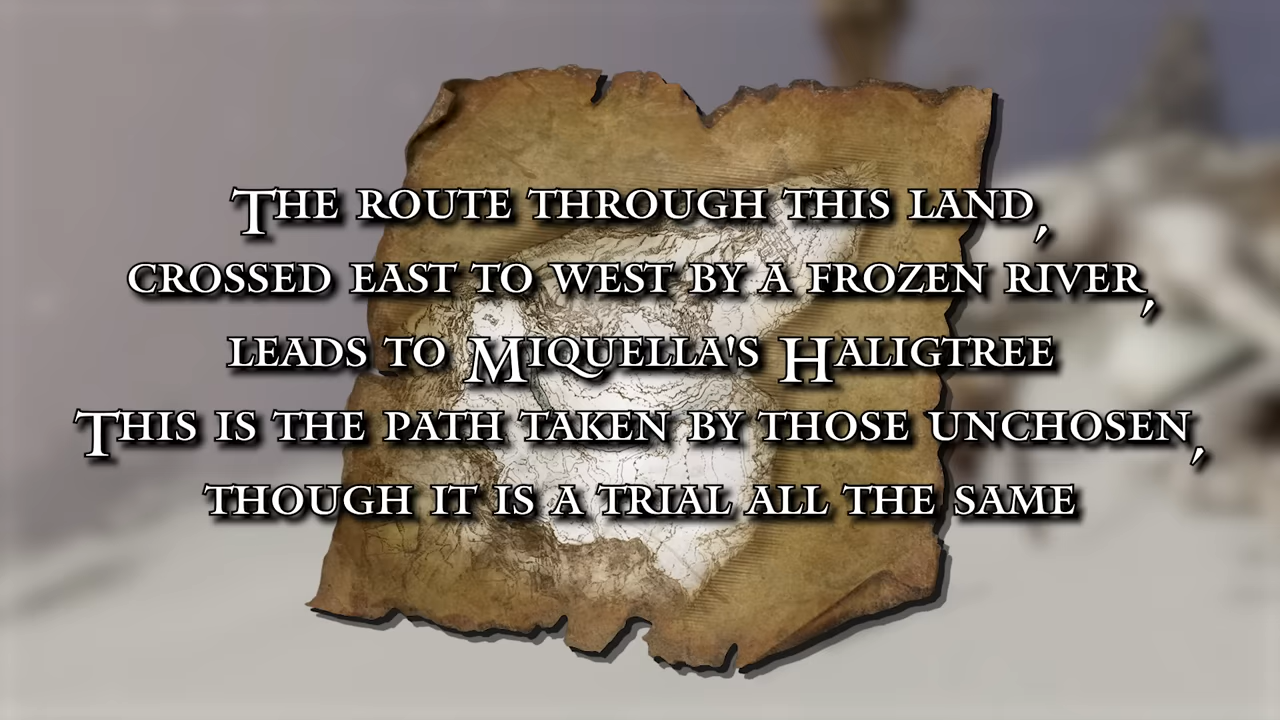 The route through this land,
crossed east to west by a frozen river,
leads to Miquella's Haligtree
This is the path taken by those unchosen,
though it is a trial all the same